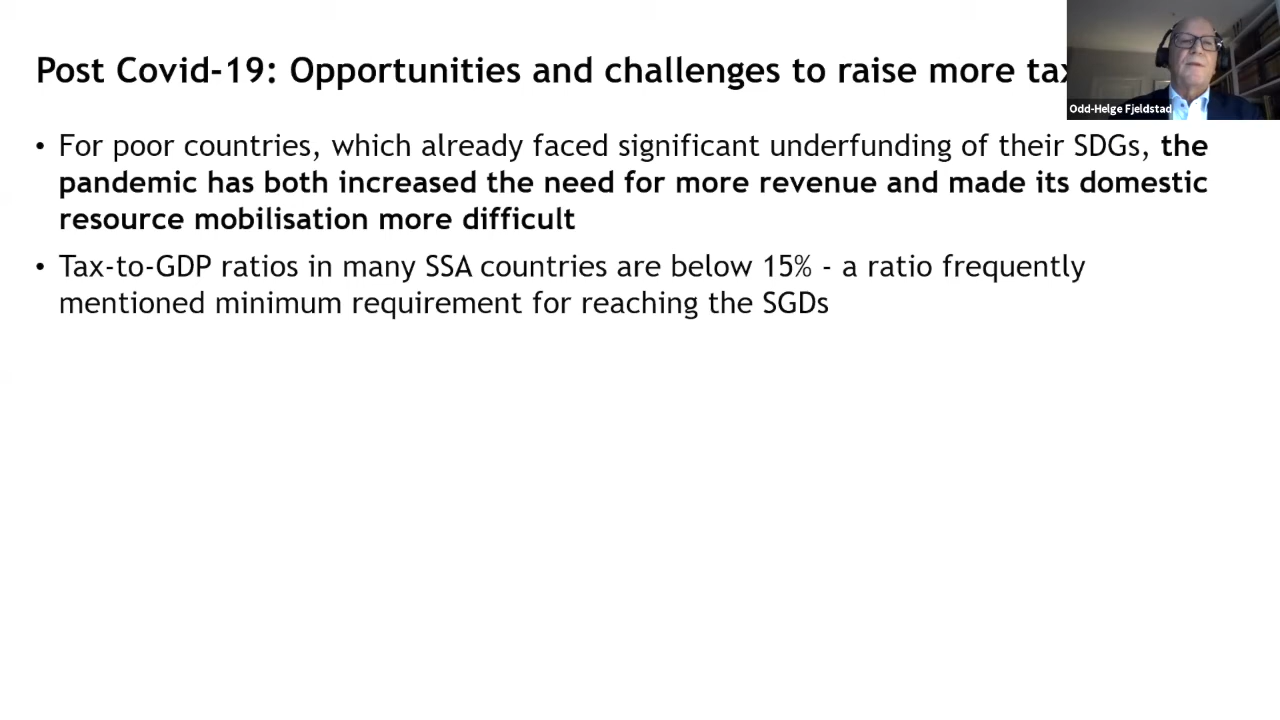 Post Covid-19: Opportunities and challenges to raise more tax
Odd-Helge Fjeldstad
• For poor countries, which already faced significant underfunding of their SDGs, the
pandemic has both increased the need for more revenue and made its domestic
resource mobilisation more difficult
• Tax-to-GDP ratios in many SSA countries are below 15% - a ratio frequently
mentioned minimum requirement for reaching the SGDs